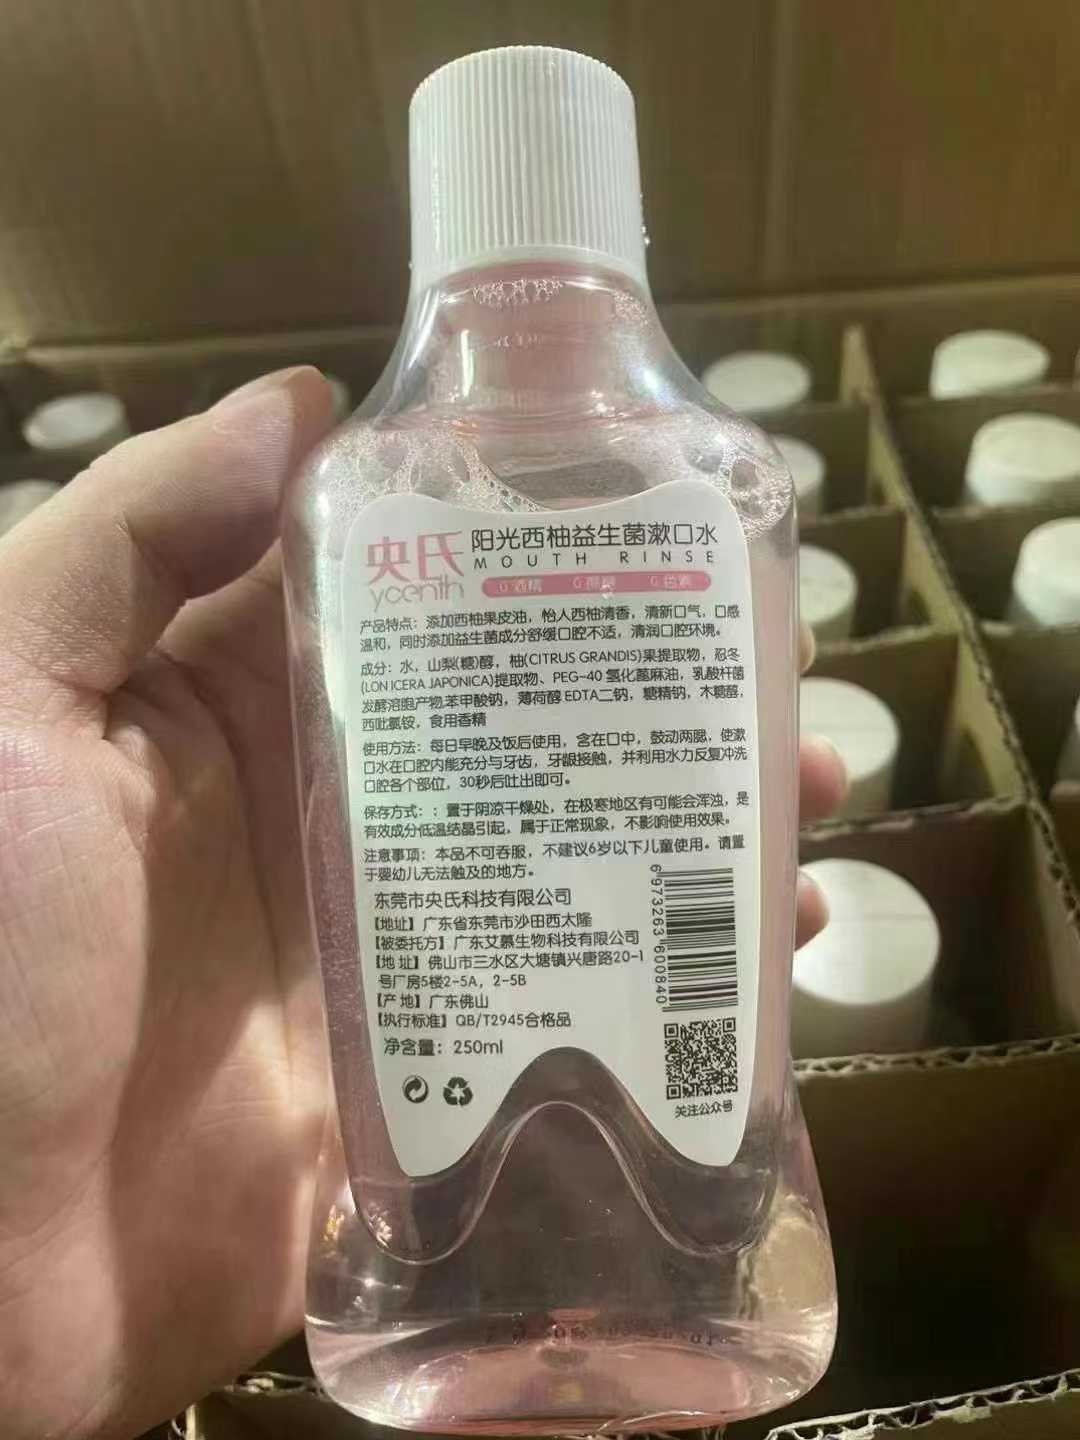 央氏
ycenth
阳光西柚益生菌漱口水
MOUTH RINSE
0酒精 0蔗糖 0色素
产品特点：添加西柚果皮油，怡人西柚清香，清新口气，口感
温和，同时添加益生菌成分舒缓口腔不适，清润口腔环境。
成分：水，山梨(糖)醇，柚(CITRUS GRANDIS)果提取物，忍冬
(LON ICERA JAPONICA)提取物、PEG-40 氢化蓖麻油，乳酸杆菌
发酵溶胞产物,苯甲酸钠，薄荷醇 EDTA二钠，糖精钠，木糖醇，
西吡氯铵，食用香精
使用方法：每日早晚及饭后使用，含在口中，鼓动两腮，使漱
口水在口腔内能充分与牙齿，牙龈接触，并利用水力反复冲洗
口腔各个部位，30秒后吐出即可。
保存方式：：置于阴凉干燥处，在极寒地区有可能会浑浊，是
有效成分低温结晶引起，属于正常现象，不影响使用效果。
注意事项：本品不可吞服，不建议6岁以下儿童使用。请置
于婴幼儿无法触及的地方。
东莞市央氏科技有限公司
【地址】广东省东莞市沙田西太隆
【被委托方】广东艾慕生物科技有限公司
【地 址】佛山市三水区大塘镇兴唐路20-1
号厂房5楼2-5A，2-5B
【产 地】广东佛山
【执行标准】QB/T2945合格品
净含量：250ml
6 973263 600840
关注公众号